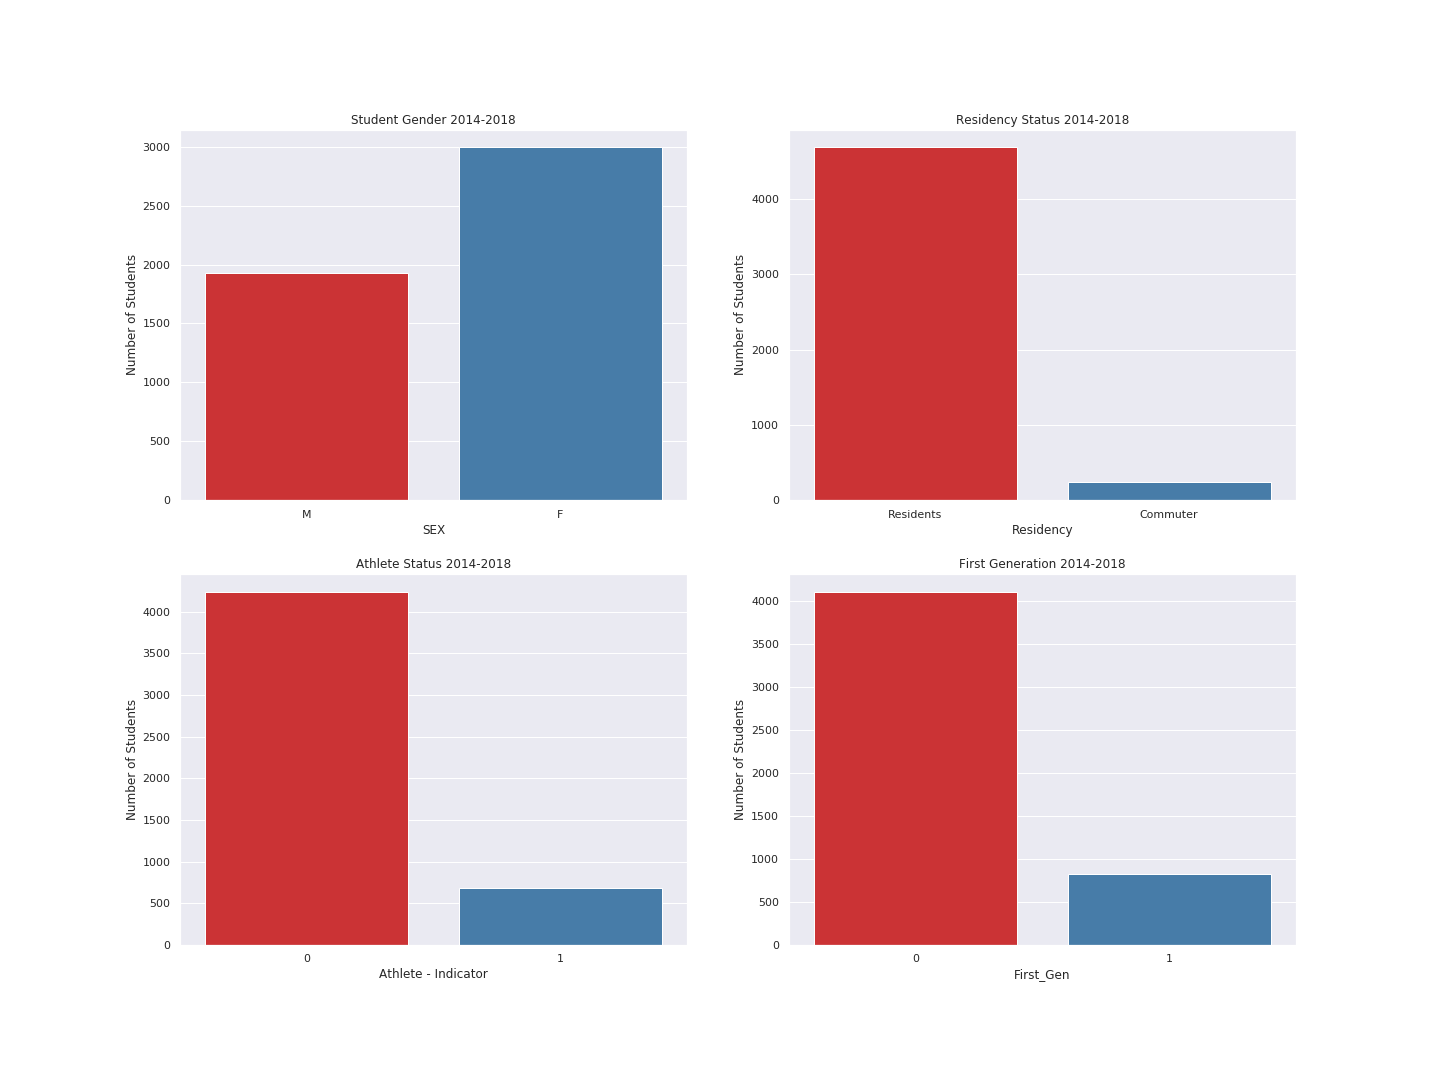 Student Gender 2014-2018
3000
2500
2000
1500
1000
500
0
Number of Students
M F
SEX
Residency Status 2014-2018
4000
3000
2000
1000
0
Number of Students
Residents Commuter
Residency
Athlete Status 2014-2018
4000
3500
3000
2500
2000
1500
1000
500
0
Number of Students
0 1
Athlete - Indicator
First Generation 2014-2018
4000
3500
3000
2500
2000
1500
1000
500
0
Number of Students
0 1
First_Gen